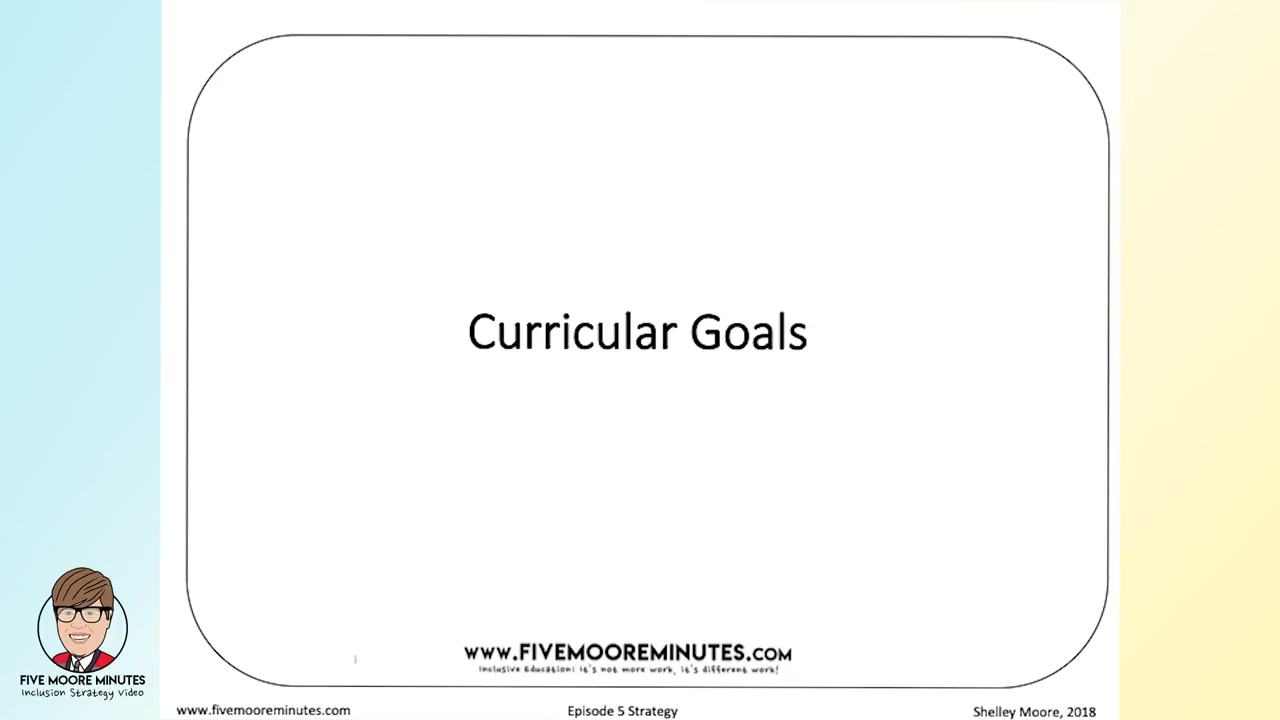 Curricular Goals
www.FIVEMOOREMINUTES.com
Inclusive Education: it's not more work, it's different work!
FIVE MOORE MINUTES
Inclusion Strategy Video
www.fivemooreminutes.com
Episode 5 Strategy
Shelley Moore, 2018